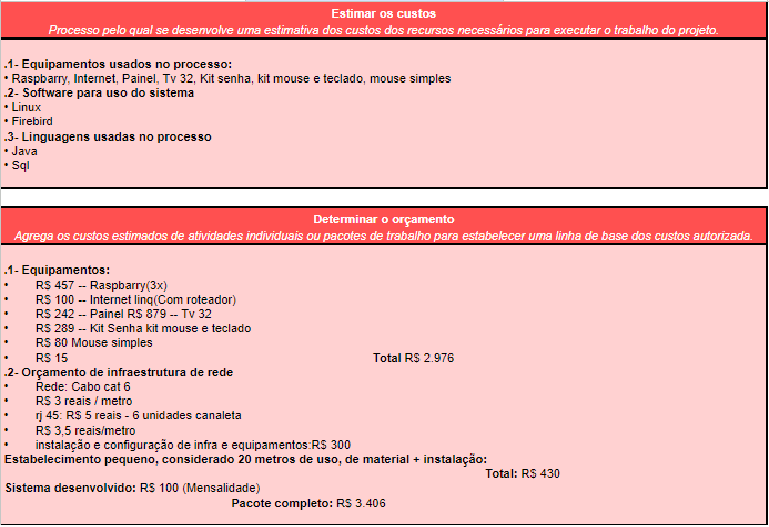 Estimar os custos
Processo pelo qual se desenvolve uma estimativa dos custos dos recursos necessários para executar o trabalho do projeto.
.1- Equipamentos usados no processo:
• Raspbarry, Internet, Painel, Tv 32, Kit senha, kit mouse e teclado, mouse simples
.2- Software para uso do sistema
• Linux
• Firebird
.3- Linguagens usadas no processo
• Java
• Sql
Determinar o orçamento
Agrega os custos estimados de atividades individuais ou pacotes de trabalho para estabelecer uma linha de base dos custos autorizada.
.1- Equipamentos:
• R$ 457 -- Raspbarry(3x)
• R$ 100 -- Internet linq(Com roteador)
• R$ 242 -- Painel R$ 879 -- Tv 32
• R$ 289 -- Kit Senha kit mouse e teclado
• R$ 80 Mouse simples
• R$ 15 Total R$ 2.976
.2- Orçamento de infraestrutura de rede
• Rede: Cabo cat 6
• R$ 3 reais / metro
• rj 45: R$ 5 reais - 6 unidades canaleta
• R$ 3,5 reais/metro
• instalação e configuração de infra e equipamentos:R$ 300
Estabelecimento pequeno, considerado 20 metros de uso, de material + instalação:
Total: R$ 430
Sistema desenvolvido: R$ 100 (Mensalidade)
Pacote completo: R$ 3.406